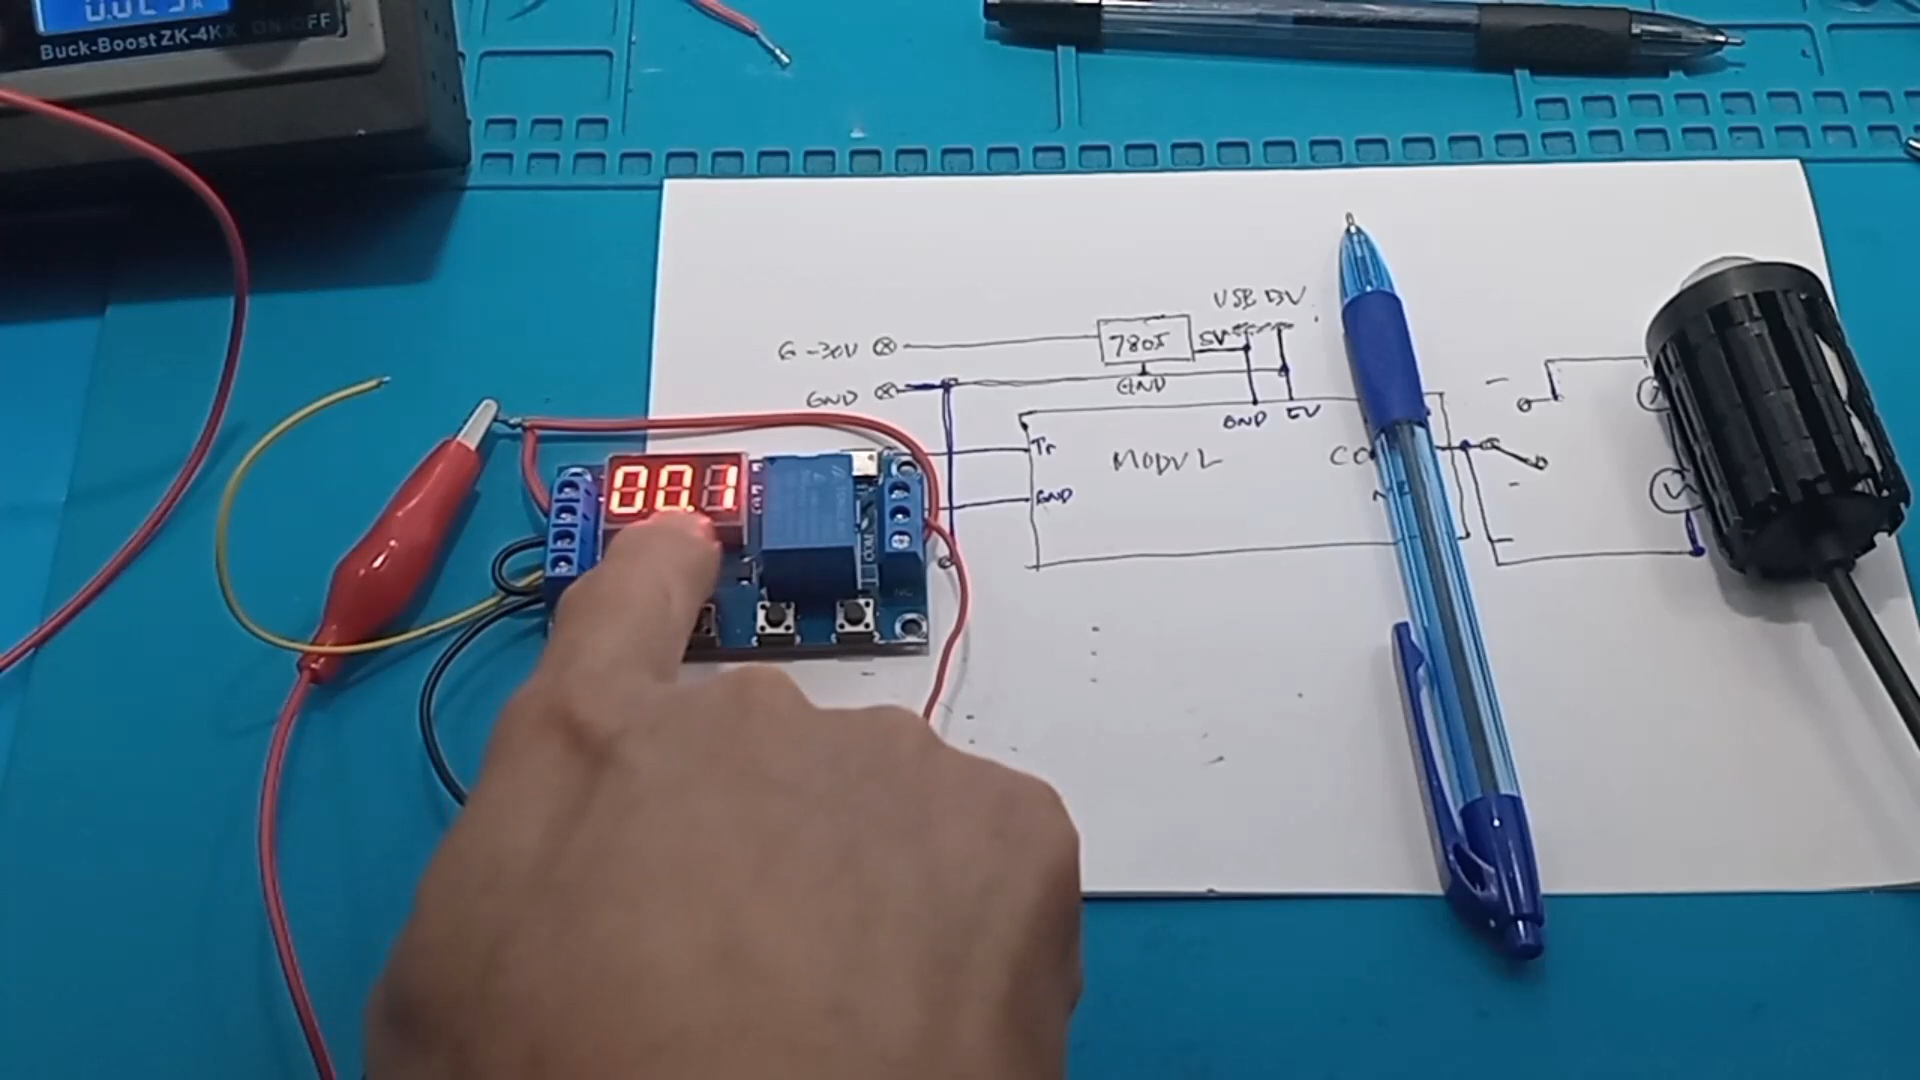 Buck-Boost ZK-4KX ON/OFF
USB 5V
6-30V
7805
5V
GND
GND
GND
5V
Tr
MODUL
GND
00.1
COM
NC